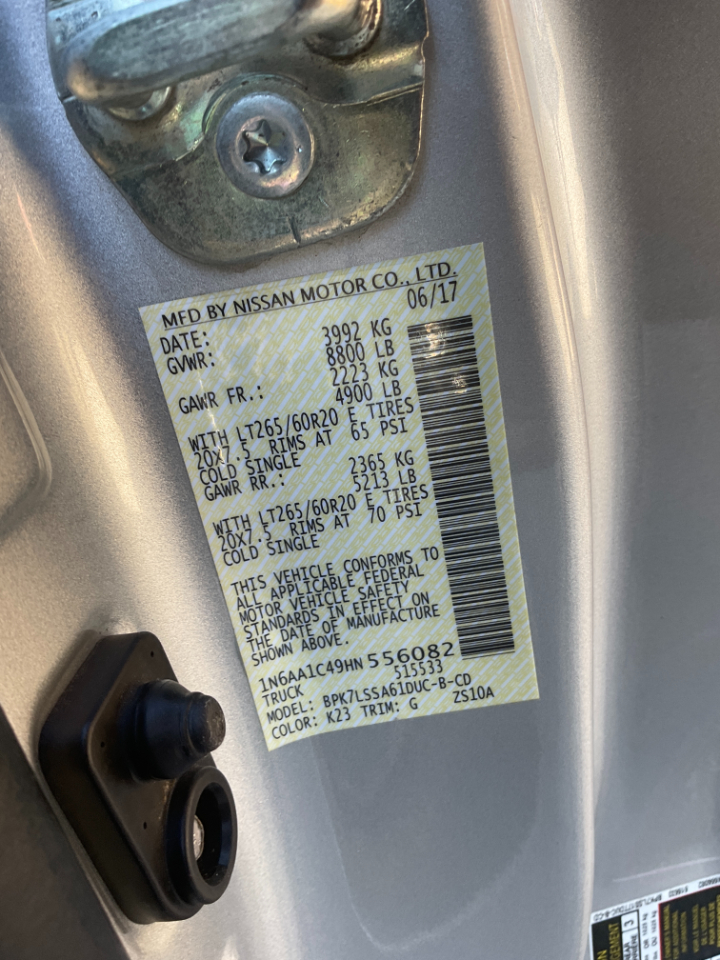 MFD BY NISSAN MOTOR CO., LTD.
DATE: 06/17
GVWR: 3992 KG
8800 LB
GAWR FR.: 2223 KG
4900 LB
WITH LT265/60R20 E TIRES
20X7.5 RIMS AT 65 PSI
COLD SINGLE
GAWR RR.: 2365 KG
5213 LB
WITH LT265/60R20 E TIRES
20X7.5 RIMS AT 70 PSI
COLD SINGLE
THIS VEHICLE CONFORMS TO
ALL APPLICABLE FEDERAL
MOTOR VEHICLE SAFETY
STANDARDS IN EFFECT ON
THE DATE OF MANUFACTURE
SHOWN ABOVE.
1N6AA1C49HN556082
TRUCK 515533
MODEL: BPK7LSSA61DUC-B-CD
COLOR: K23 TRIM: G ZS10A